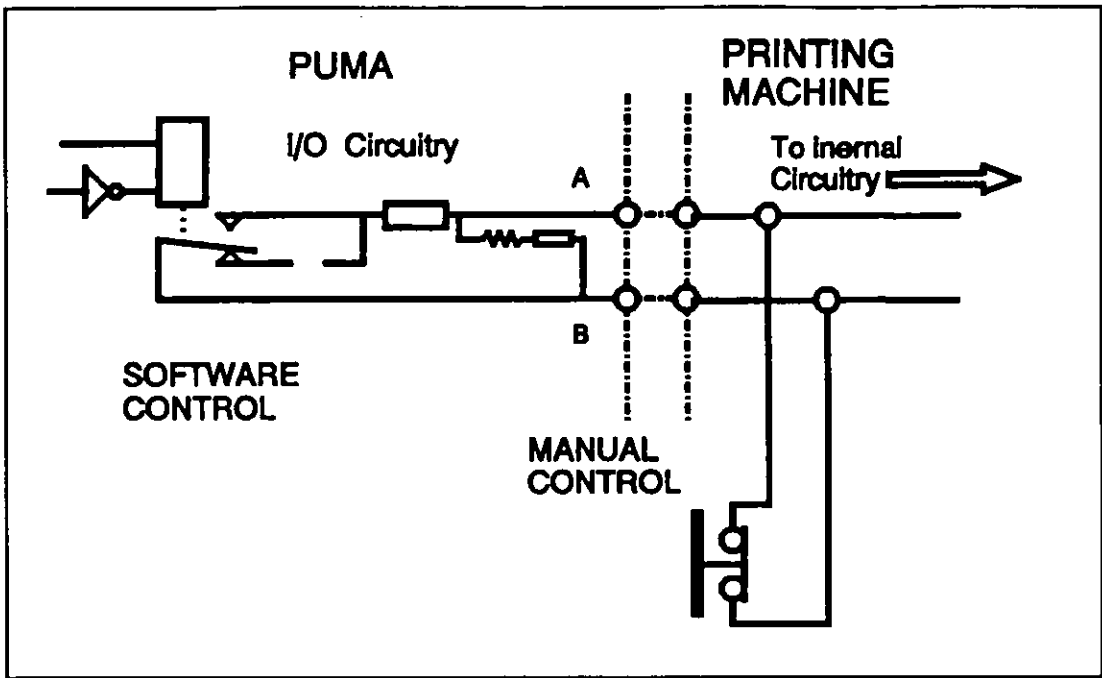 PUMA
PRINTING
MACHINE
I/O Circuitry
To Inernal
Circuitry
A
B
SOFTWARE
CONTROL
MANUAL
CONTROL